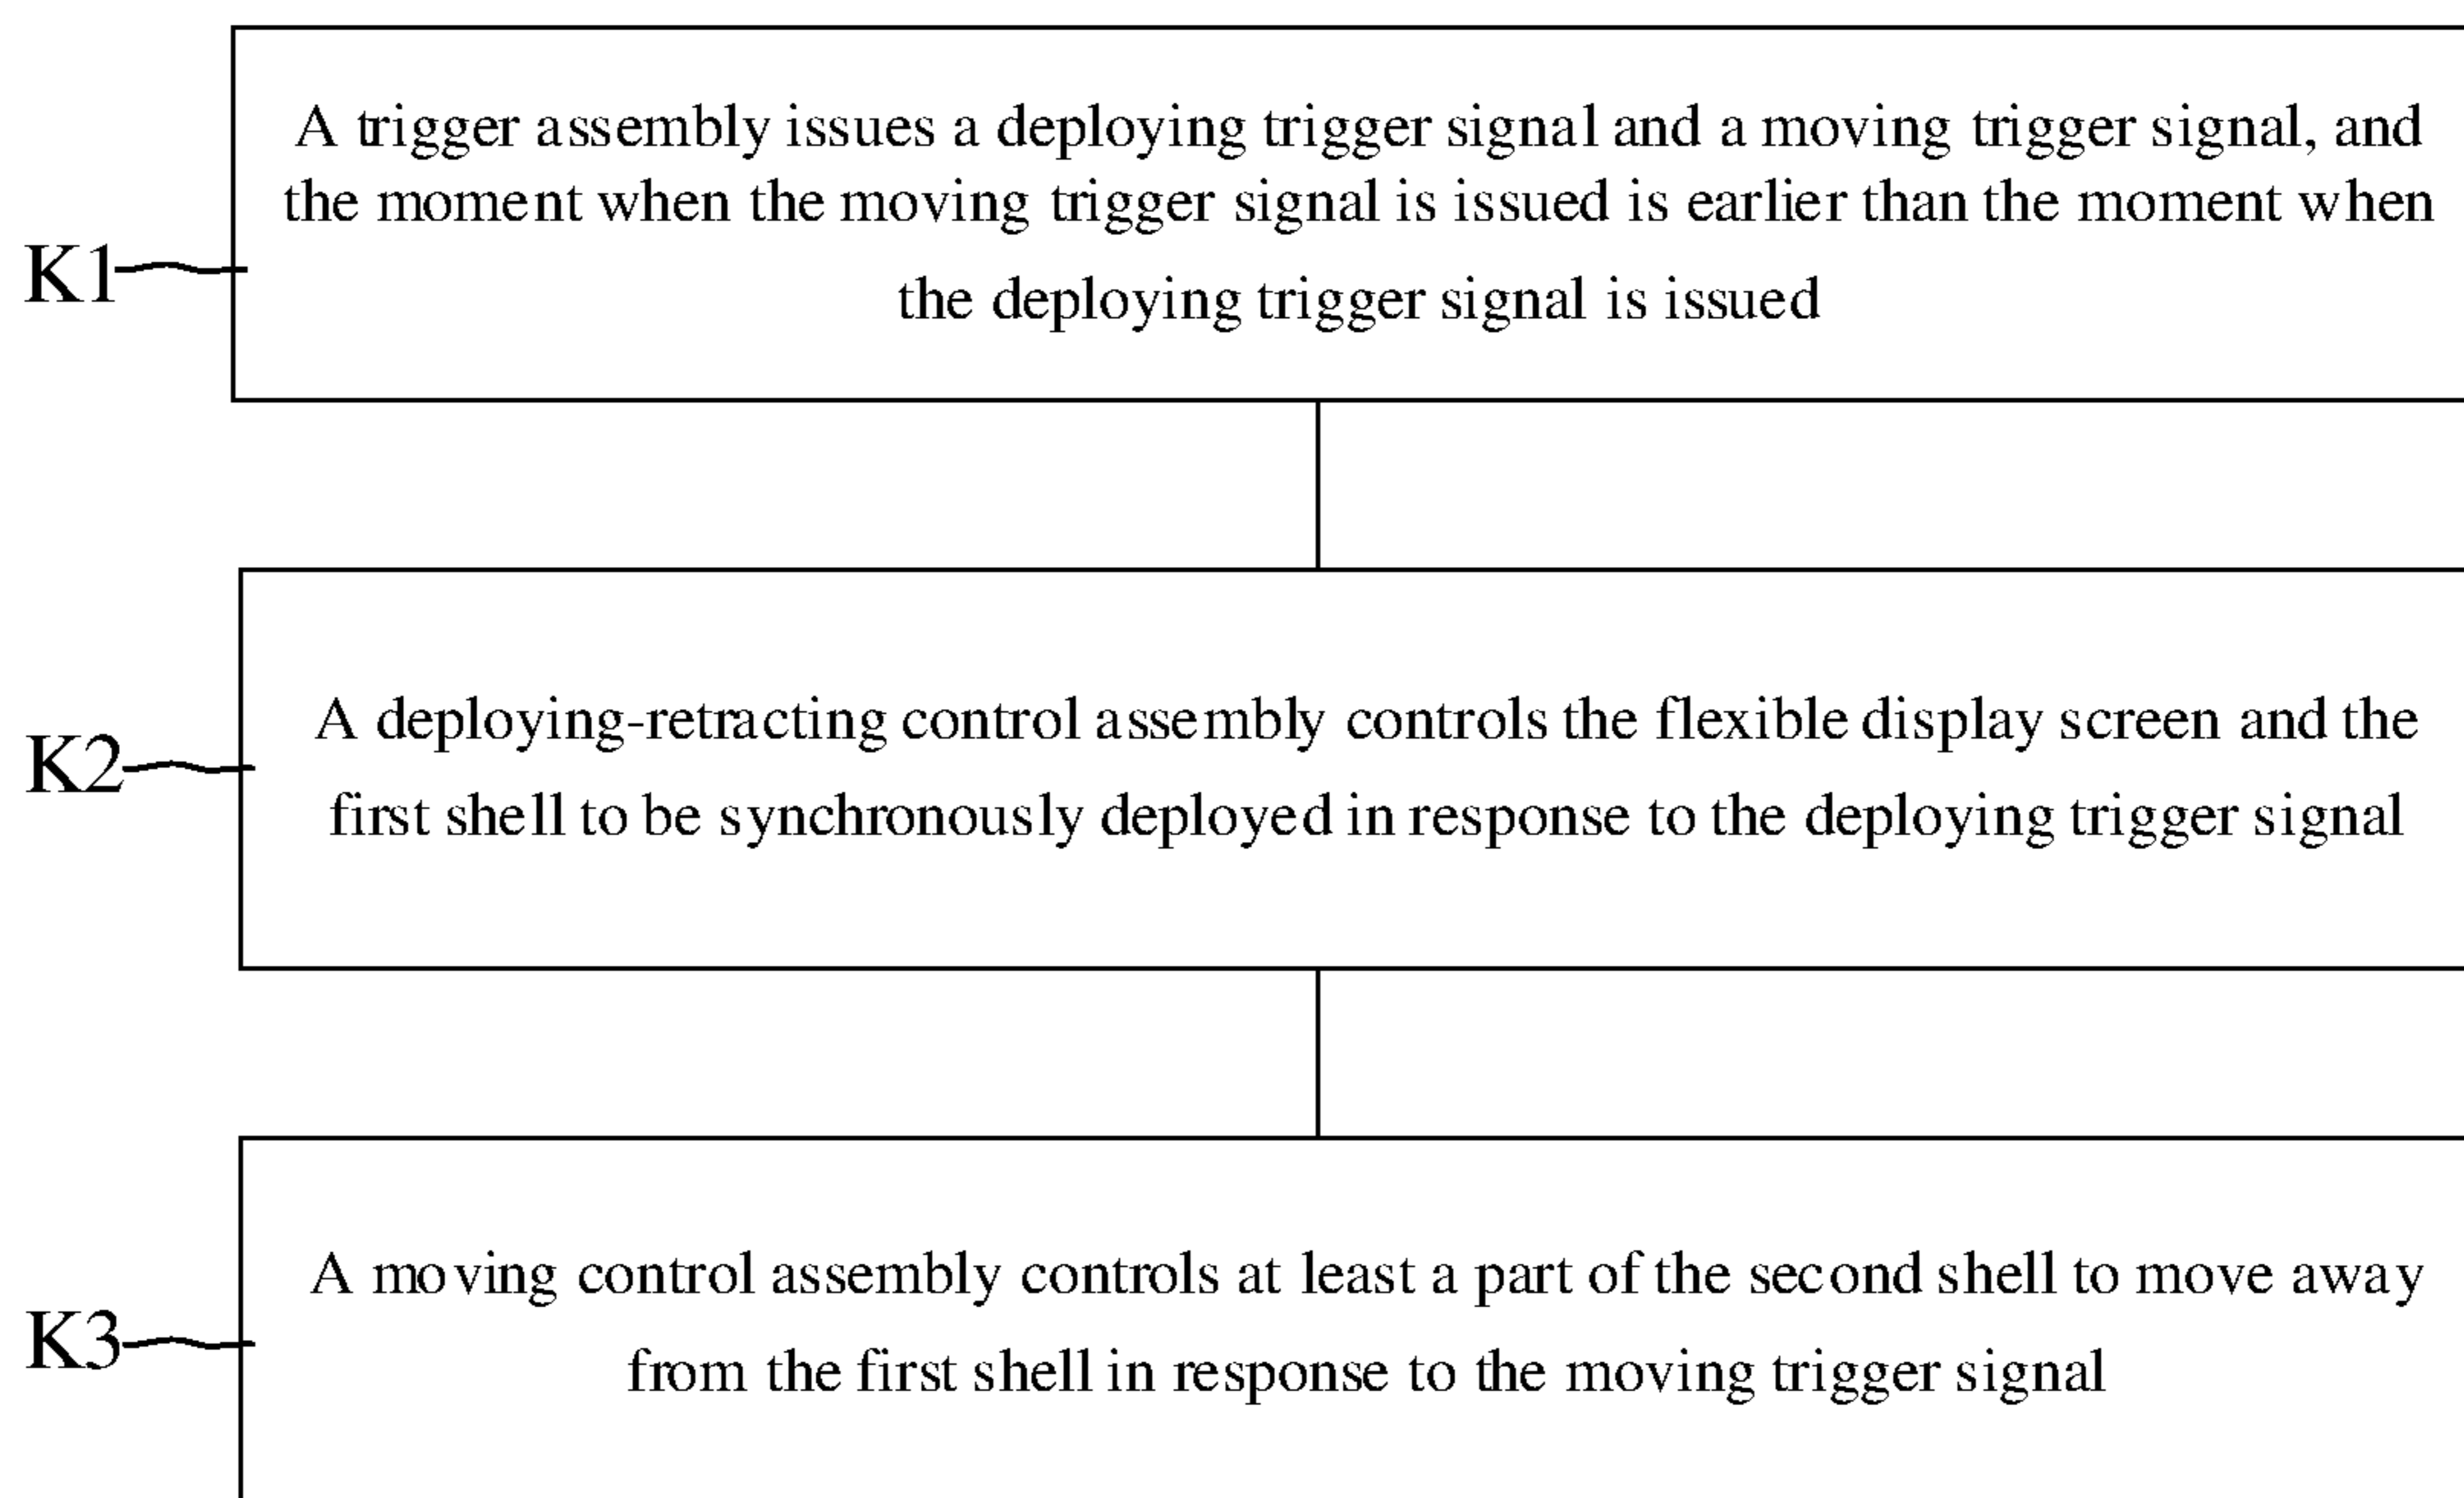 A trigger assembly issues a deploying trigger signal and a moving trigger signal, and
the moment when the moving trigger signal is issued is earlier than the moment when
the deploying trigger signal is issued
K1
A deploying-retracting control assembly controls the flexible display screen and the
first shell to be synchronously deployed in response to the deploying trigger signal
K2
A moving control assembly controls at least a part of the second shell to move away
from the first shell in response to the moving trigger signal
K3